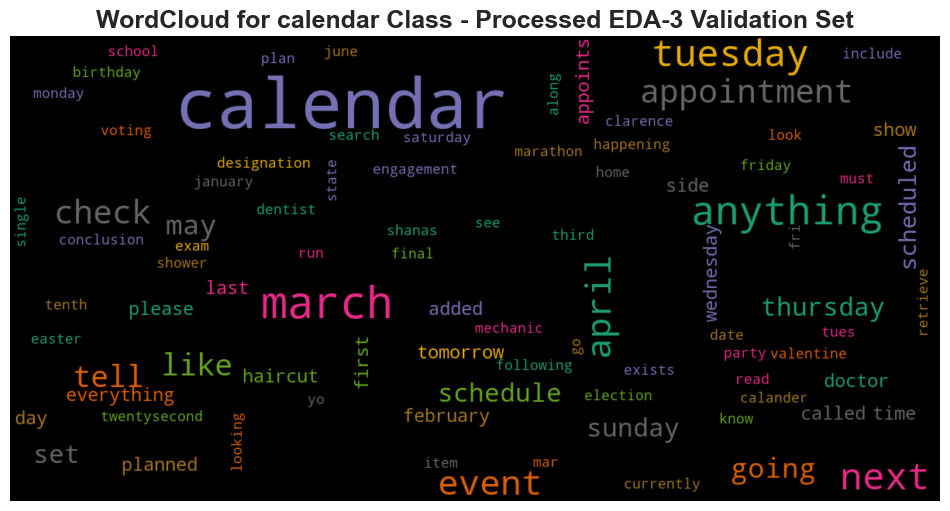 WordCloud for calendar Class - Processed EDA-3 Validation Set
school
june
plan
birthday
monday
calendar
along
appoints
tuesday
include
appointment
voting
search
saturday
clarence
look
show
designation
january
state
engagement
marathon
happening
home
friday
must
scheduled
single
check
may
dentist
side
anything
conclusion
exam
shower
run
shanas
final
see
third
wednesday
fri
retrieve
last
march
added
april
tenth
please
mechanic
thursday
date
tues
easter
tell
like
haircut
first
tomorrow
following
go
exists
party
valentine
everything
yo
schedule
election
read
calander
doctor
day
twentysecond
looking
february
sunday
know
called
time
set
planned
item
mar
event
currently
going
next